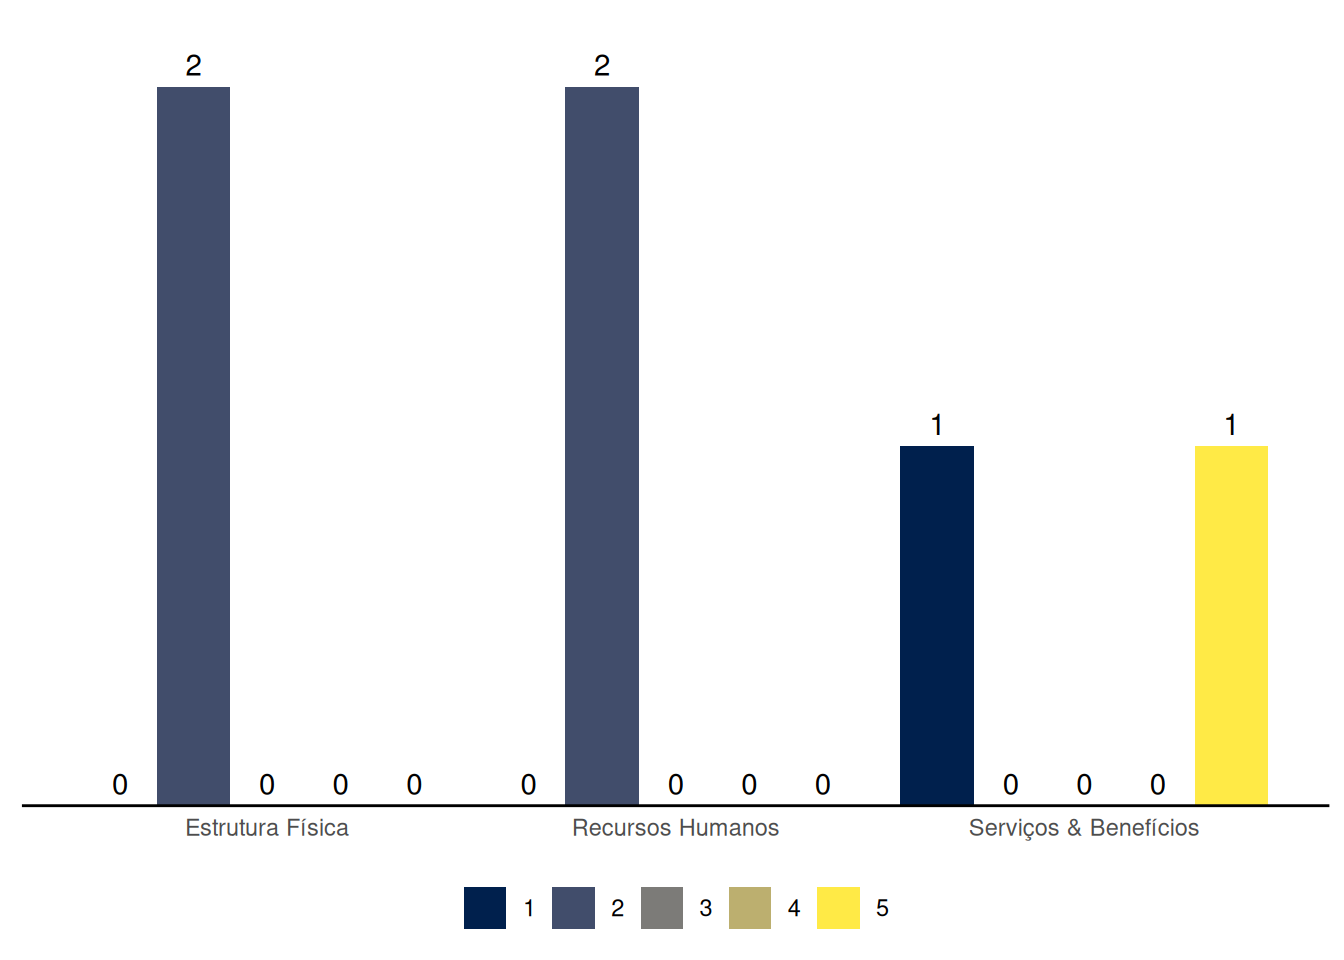 2 2
1 1
0 0 0 0 0 0 0 0 0 0 0
Estrutura Física Recursos Humanos Serviços & Benefícios
1 2 3 4 5